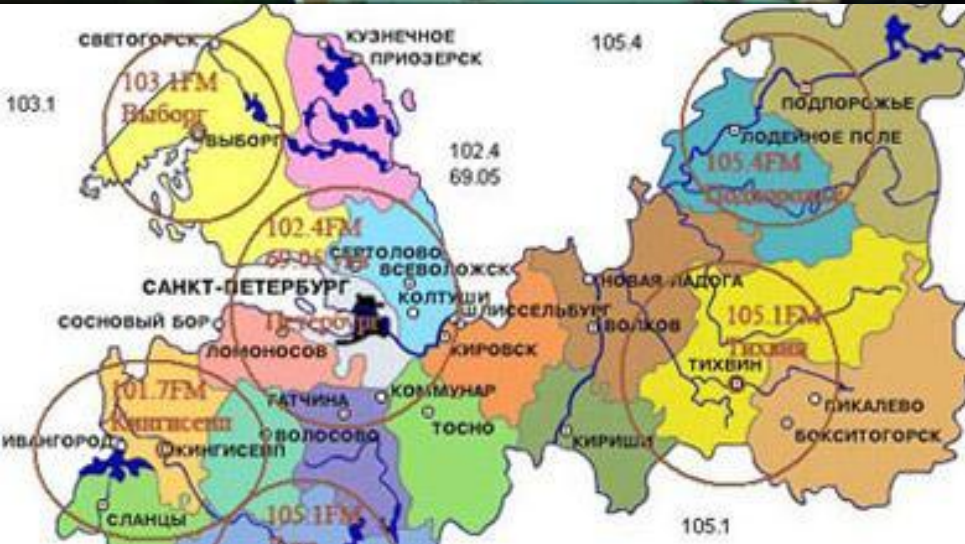 СВЕТОГОРСК
КУЗНЕЧНОЕ
ПРИОЗЕРСК
105.4
103.1FM
Выборг
103.1
ВЫБОРГ
ПОДПОРОЖЬЕ
ЛОДЕЙНОЕ ПОЛЕ
105.4FM
102.4
69.05
102.4FM
СЕРТОЛОВО
ВСЕВОЛОЖСК
САНКТ-ПЕТЕРБУРГ
КОЛТУШИ
НОВАЯ ЛАДОГА
СОСНОВЫЙ БОР
ШЛИССЕЛЬБУРГ
ВОЛХОВ
105.1FM
Тихвин
ЛОМОНОСОВ
КИРОВСК
ТИХВИН
101.7FM
Кингисепп
ГАТЧИНА
КОММУНАР
ПИКАЛЕВО
ИВАНГОРОД
КИНГИСЕПП
ВОЛОСОВО
ТОСНО
КИРИШИ
БОКСИТОГОРСК
СЛАНЦЫ
105.1FM
105.1